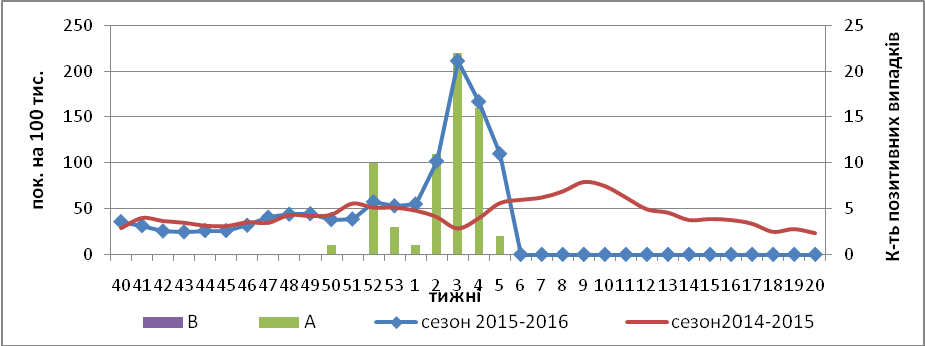 250
200
150
100
50
0
пок. на 100 тис.
25
20
15
10
5
0
К-ть позитивних випадків
40 41 42 43 44 45 46 47 48 49 50 51 52 53 1 2 3 4 5 6 7 8 9 10 11 12 13 14 15 16 17 18 19 20
тижні
В А сезон 2015-2016 сезон2014-2015